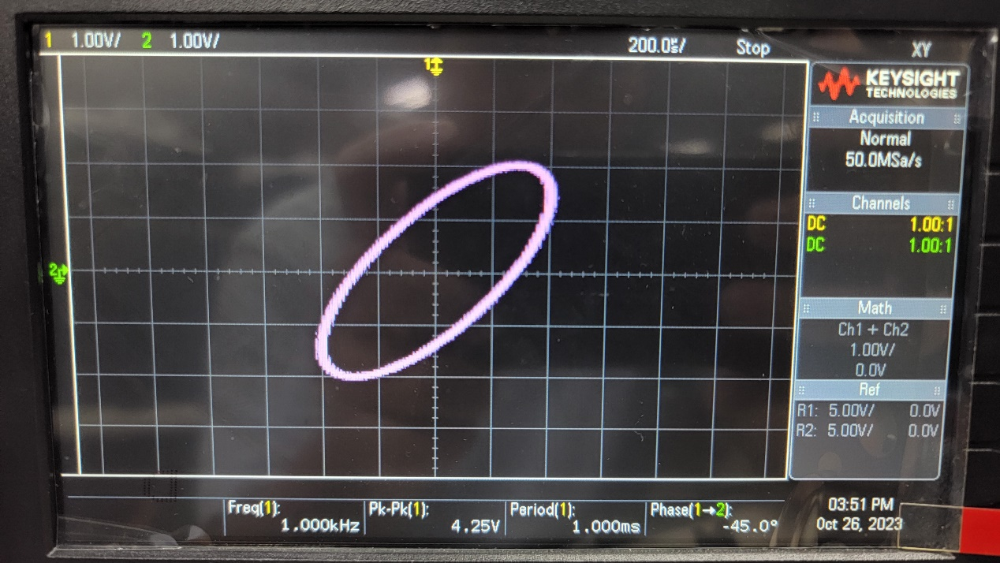 1 1.00V/ 2 1.00V/ 200.0µs/ Stop XY
1
KEYSIGHT
TECHNOLOGIES
Acquisition
Normal
50.0MSa/s
Channels
DC 1.00:1
DC 1.00:1
2
Math
Ch1 + Ch2
1.00V/
0.0V
Ref
R1: 5.00V/ 0.0V
R2: 5.00V/ 0.0V
Freq(1): Pk-Pk(1): Period(1): Phase(1→2):
1.000kHz 4.25V 1.000ms -45.0°
03:51 PM
Oct 26, 2023